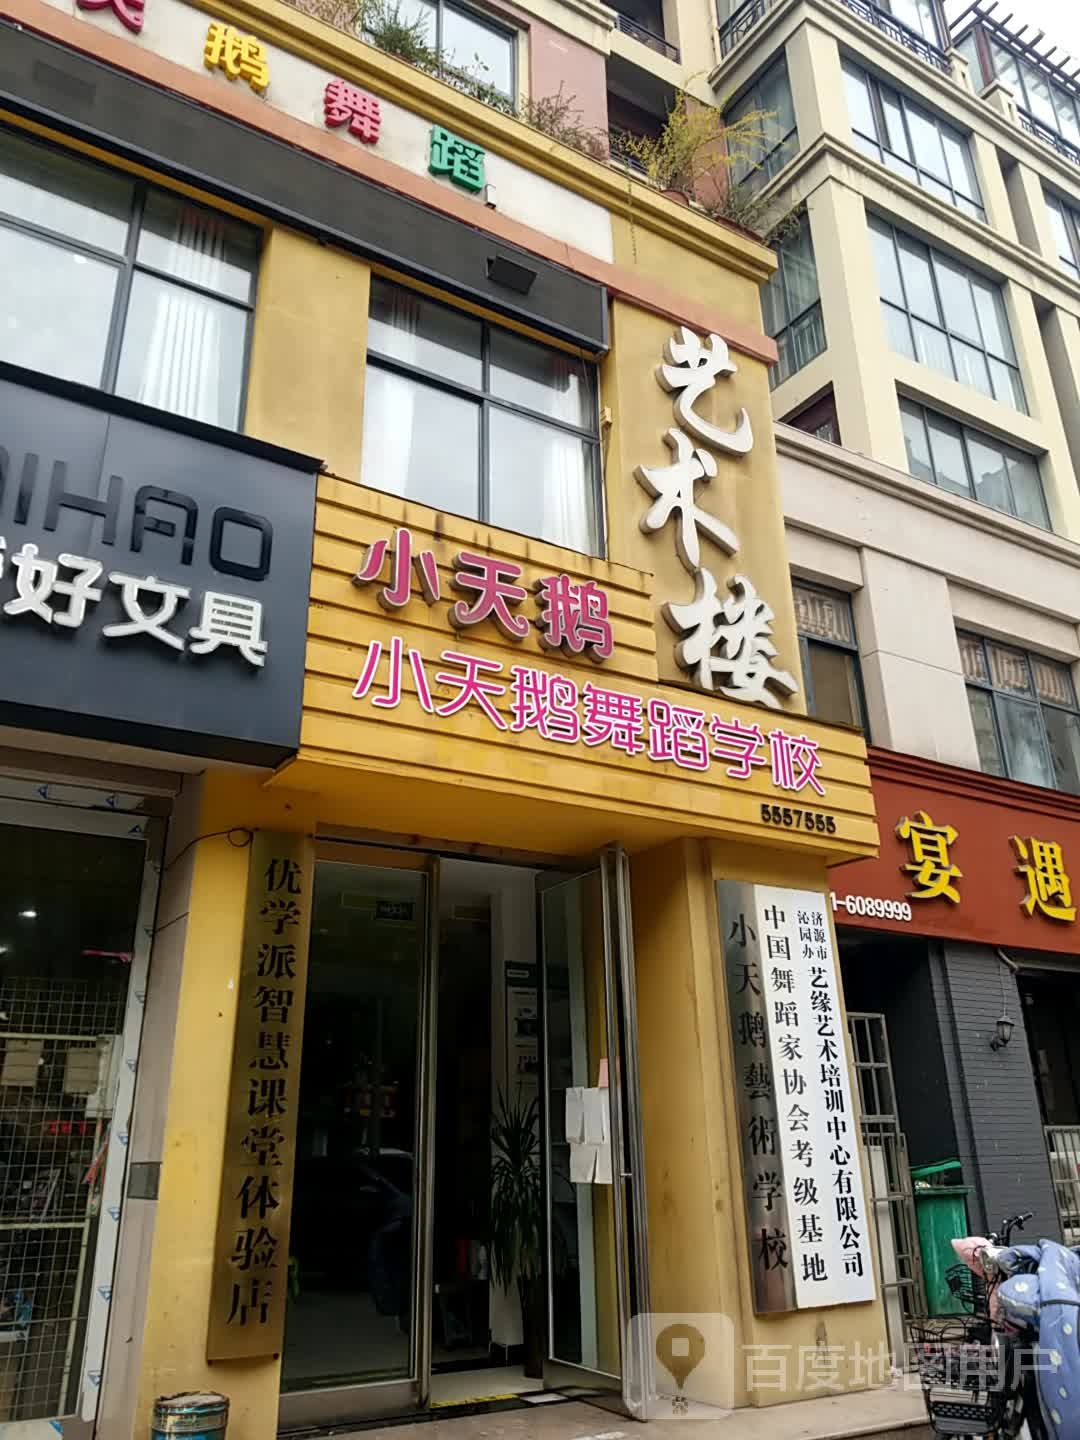 鹅舞蹈
艺术楼
IHAO
好文具
小天鹅
小天鹅舞蹈学校
5557555
宴遇
1-6089999
优学派智慧课堂体验店
济源市
沁园办
艺缘艺术培训中心有限公司
中国舞蹈家协会考级基地
小天鹅藝術学校
百度地图用户